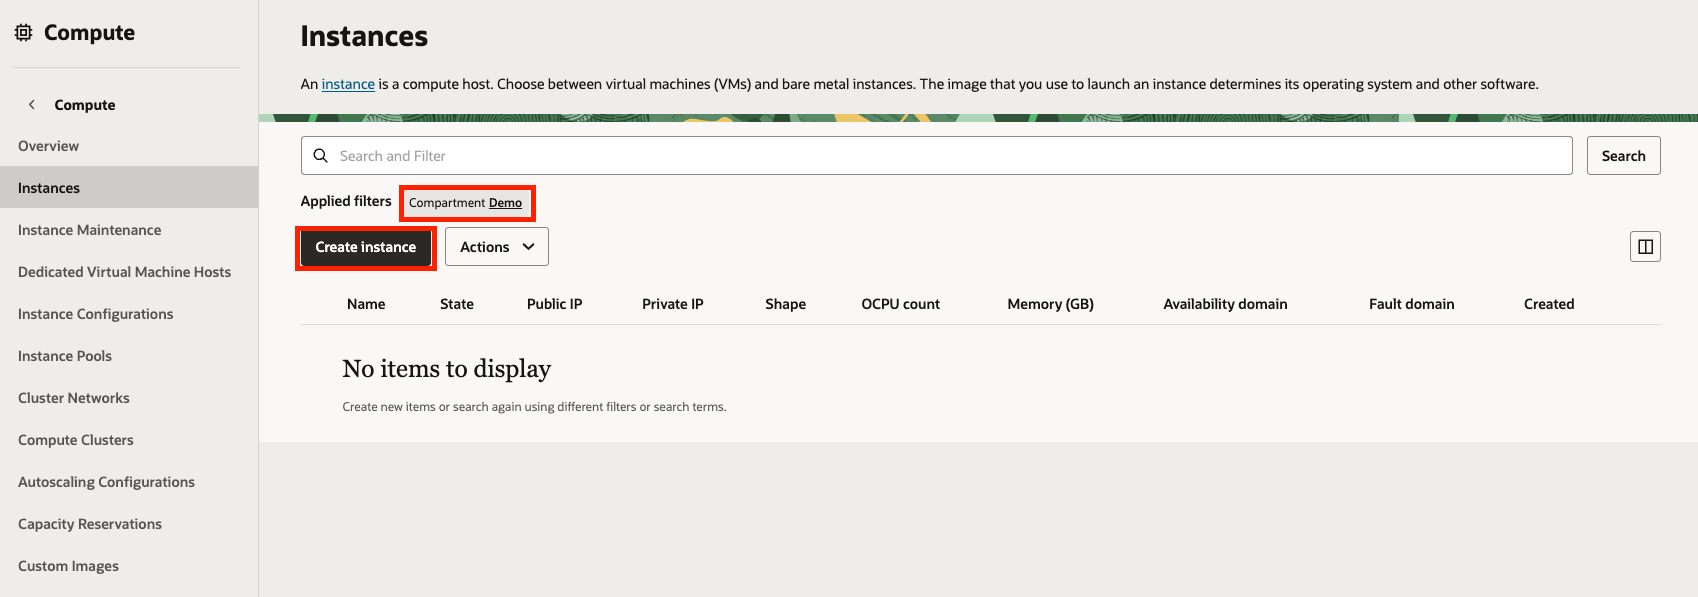 Compute
Compute
Overview
Instances
Instance Maintenance
Dedicated Virtual Machine Hosts
Instance Configurations
Instance Pools
Cluster Networks
Compute Clusters
Autoscaling Configurations
Capacity Reservations
Custom Images
Instances
An instance is a compute host. Choose between virtual machines (VMs) and bare metal instances. The image that you use to launch an instance determines its operating system and other software.
Search and Filter
Search
Applied filters Compartment Demo
Create instance Actions
Name State Public IP Private IP Shape OCPU count Memory (GB) Availability domain Fault domain Created
No items to display
Create new items or search again using different filters or search terms.